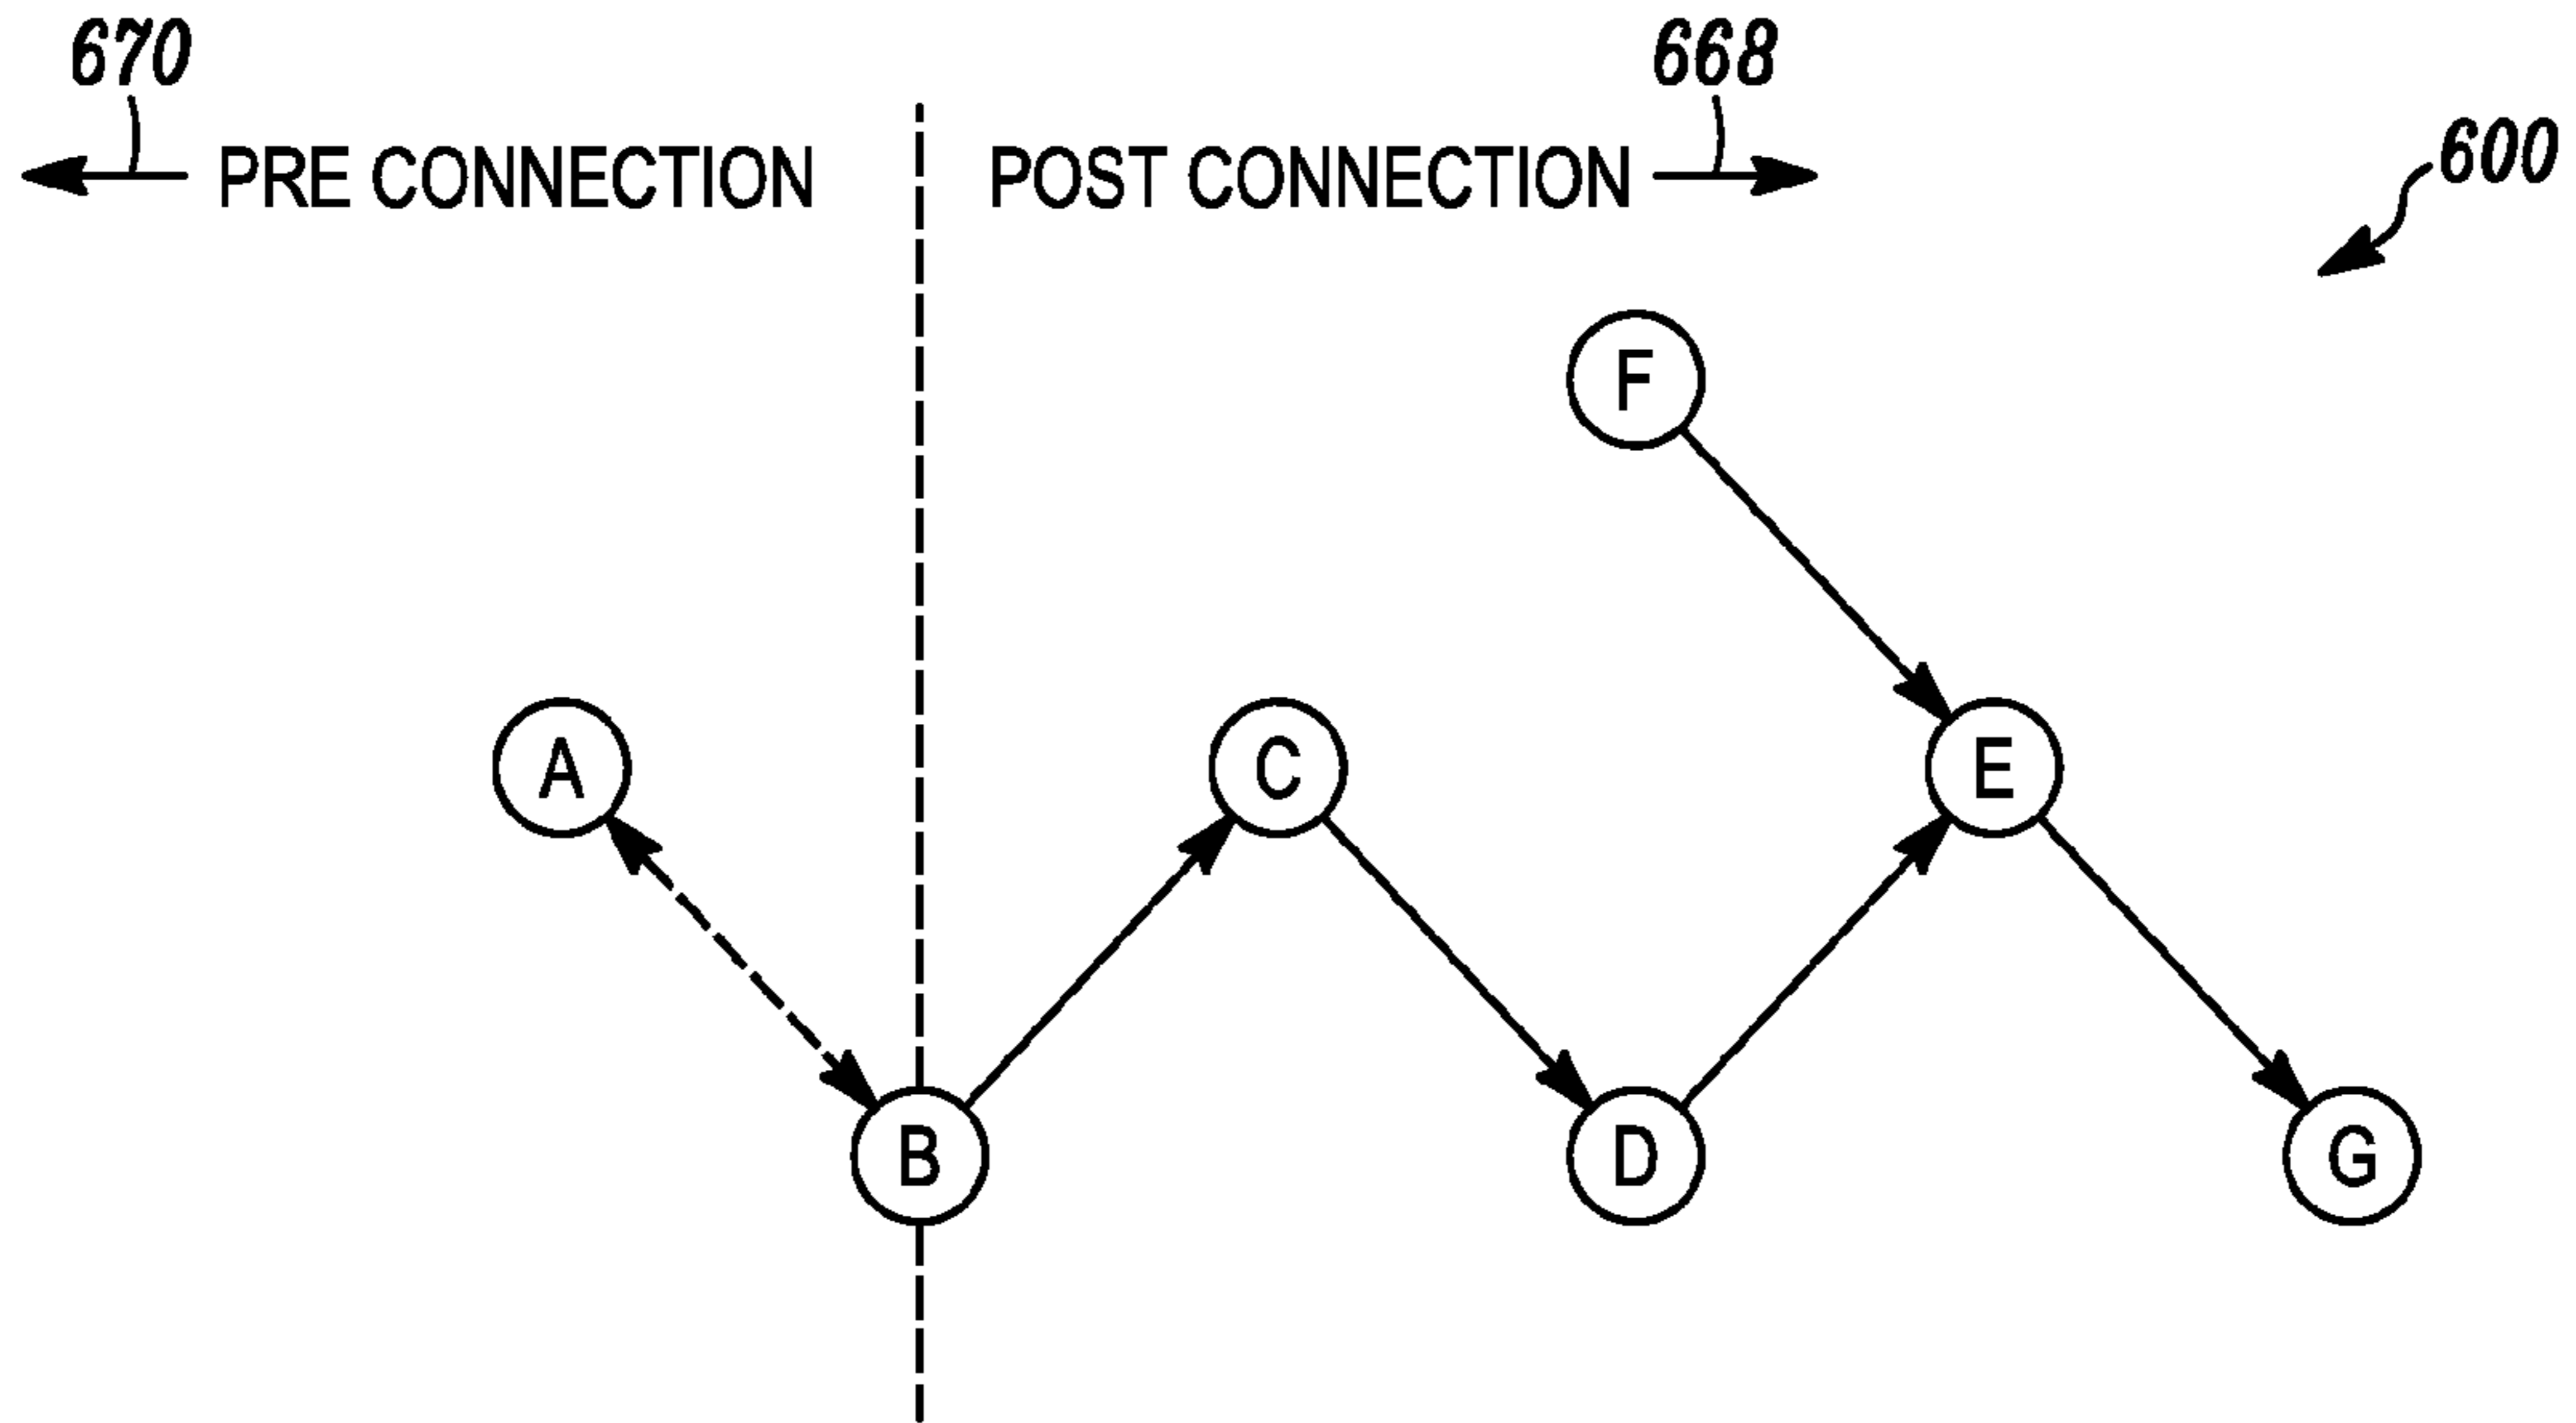 670
668
PRE CONNECTION
POST CONNECTION
600
F
A
C
E
B
D
G